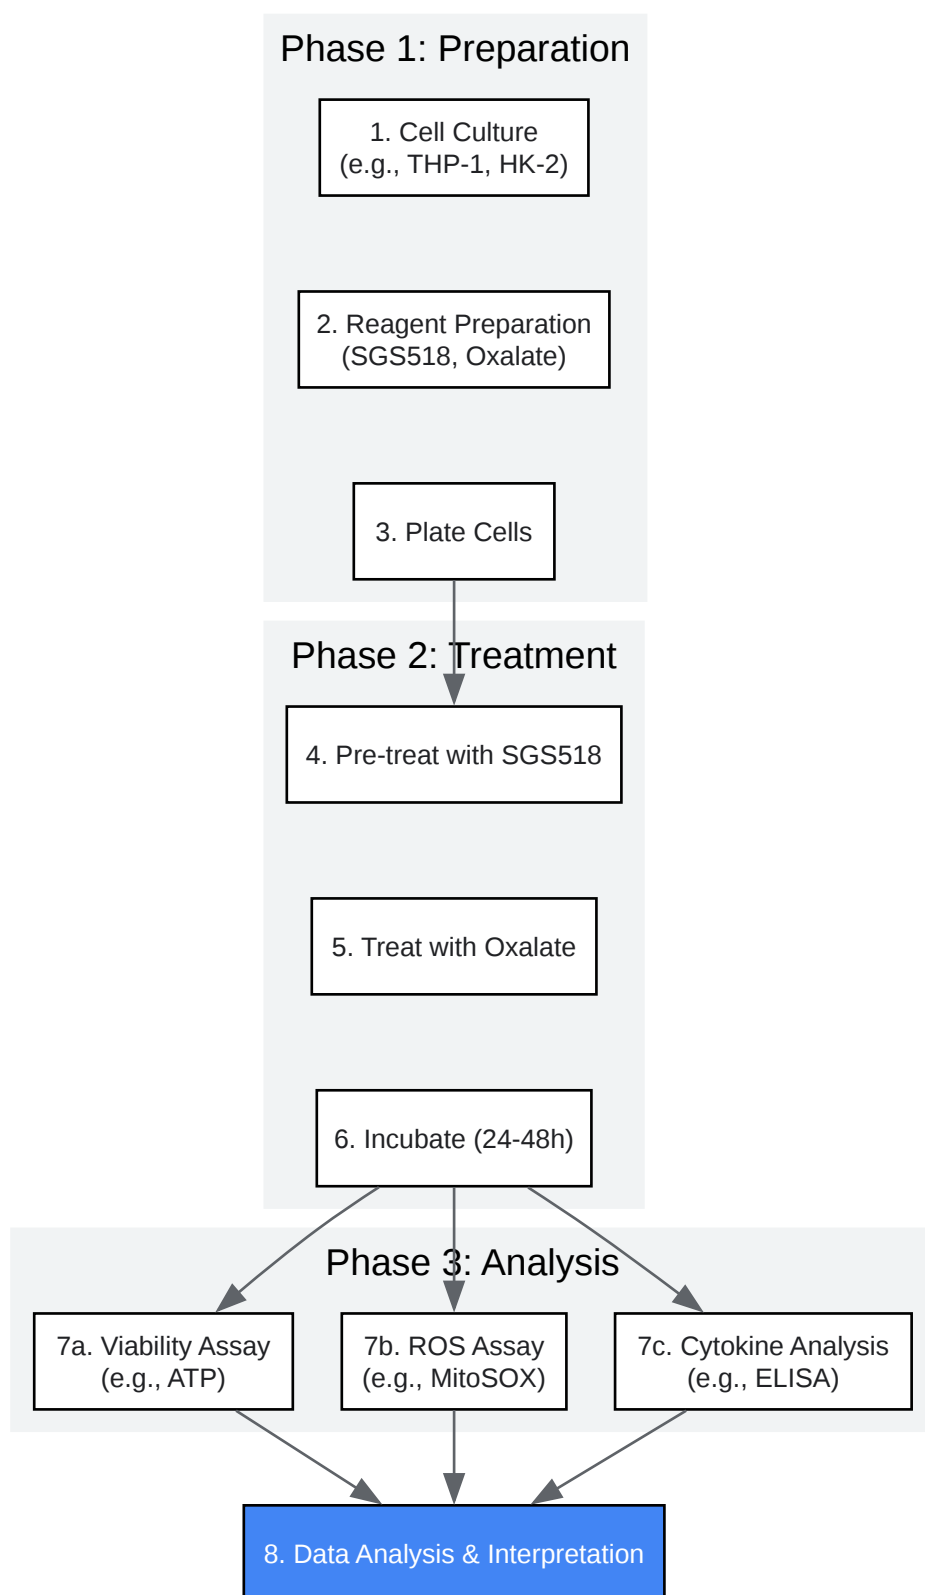 Phase 1: Preparation
1. Cell Culture
(e.g., THP-1, HK-2)
2. Reagent Preparation
(SGS518, Oxalate)
3. Plate Cells
Phase 2: Treatment
4. Pre-treat with SGS518
5. Treat with Oxalate
6. Incubate (24-48h)
Phase 3: Analysis
7a. Viability Assay
(e.g., ATP)
7b. ROS Assay
(e.g., MitoSOX)
7c. Cytokine Analysis
(e.g., ELISA)
8. Data Analysis & Interpretation